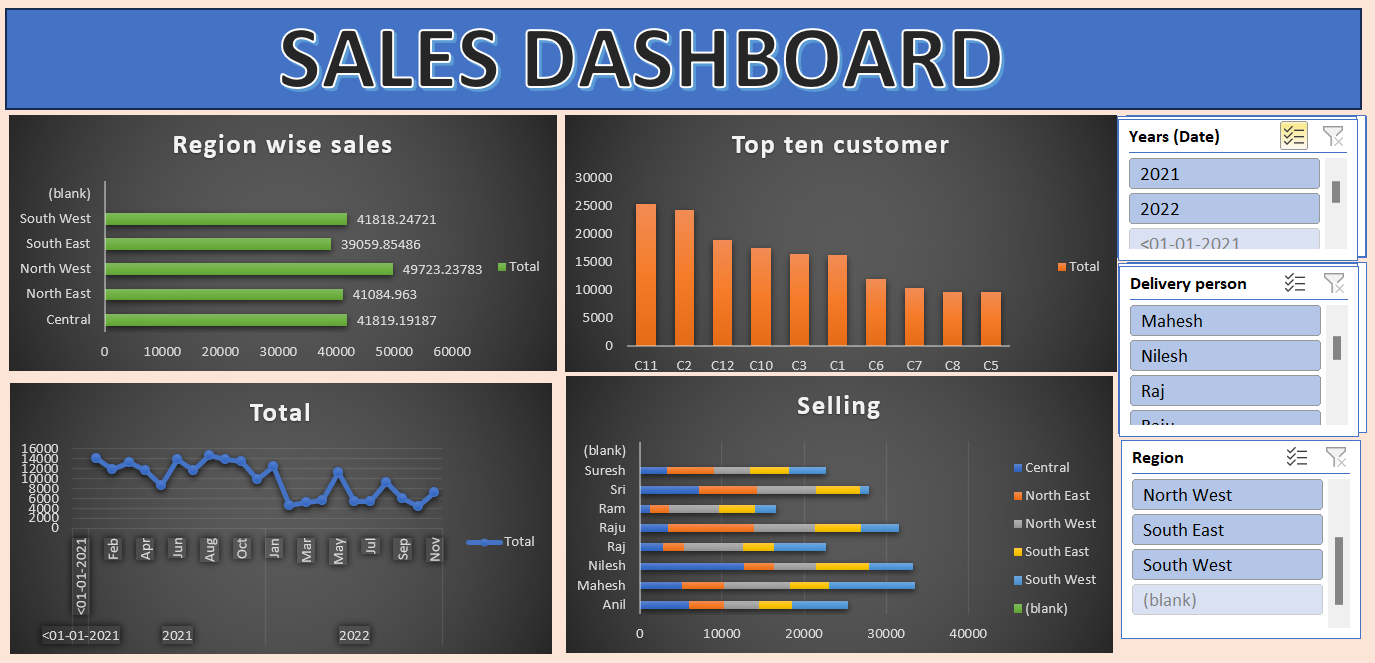 SALES DASHBOARD
Region wise sales
(blank)
South West 41818.24721
South East 39059.85486
North West 49723.23783
North East 41084.963
Central 41819.19187
0 10000 20000 30000 40000 50000 60000
Total
Top ten customer
30000
25000
20000
15000
10000
5000
0
C11 C2 C12 C10 C3 C1 C6 C7 C8 C5
Total
Years (Date)
2021
2022
<01-01-2021
Delivery person
Mahesh
Nilesh
Raj
Raju
Region
North West
South East
South West
(blank)
Total
16000
14000
12000
10000
8000
6000
4000
2000
0
<01-01-2021 Feb Apr Jun Aug Oct Jan Mar May Jul Sep Nov
<01-01-2021 2021 2022
Total
Selling
(blank)
Suresh
Sri
Ram
Raju
Raj
Nilesh
Mahesh
Anil
0 10000 20000 30000 40000
Central
North East
North West
South East
South West
(blank)